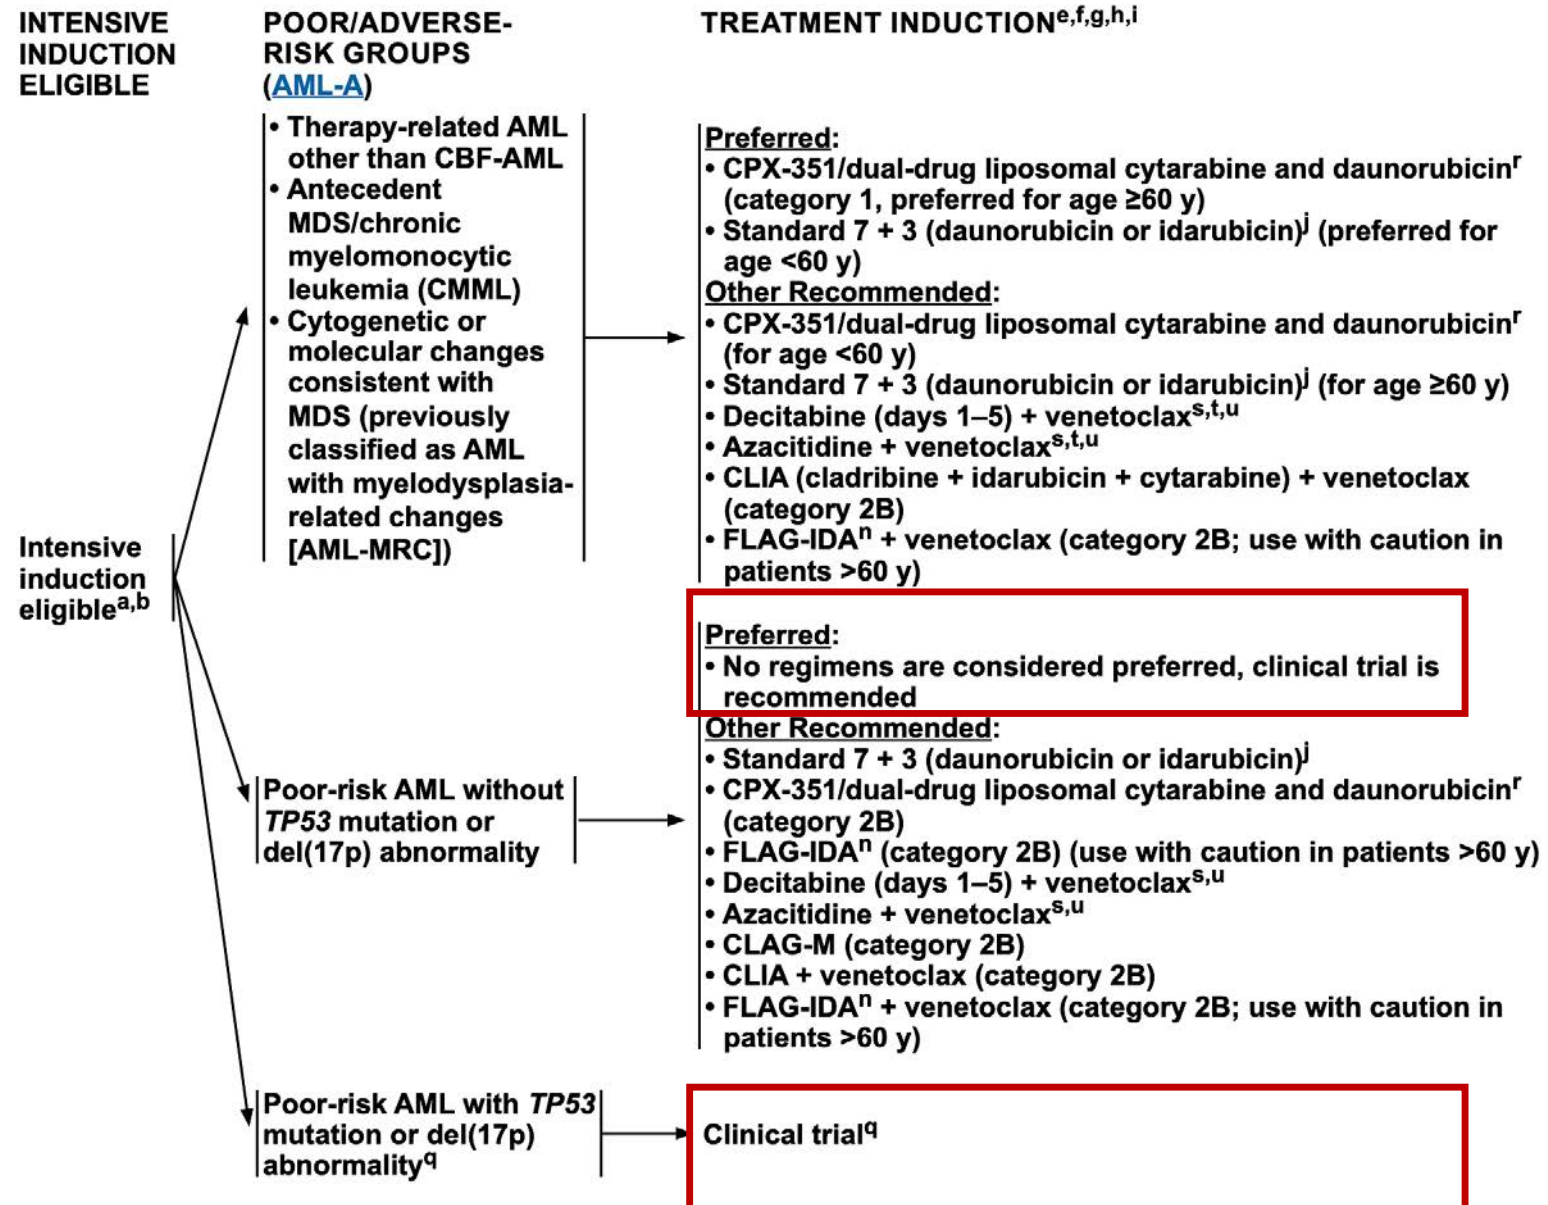 INTENSIVE
INDUCTION
ELIGIBLE
POOR/ADVERSE-
RISK GROUPS
(AML-A)
TREATMENT INDUCTIONe,f,g,h,i
Intensive
induction
eligiblea,b
• Therapy-related AML
other than CBF-AML
• Antecedent
MDS/chronic
myelomonocytic
leukemia (CMML)
• Cytogenetic or
molecular changes
consistent with
MDS (previously
classified as AML
with myelodysplasia-
related changes
[AML-MRC])
Preferred:
• CPX-351/dual-drug liposomal cytarabine and daunorubicinr
(category 1, preferred for age ≥60 y)
• Standard 7 + 3 (daunorubicin or idarubicin)j (preferred for
age <60 y)
Other Recommended:
• CPX-351/dual-drug liposomal cytarabine and daunorubicinr
(for age <60 y)
• Standard 7 + 3 (daunorubicin or idarubicin)j (for age ≥60 y)
• Decitabine (days 1–5) + venetoclaxs,t,u
• Azacitidine + venetoclaxs,t,u
• CLIA (cladribine + idarubicin + cytarabine) + venetoclax
(category 2B)
• FLAG-IDAn + venetoclax (category 2B; use with caution in
patients >60 y)
Poor-risk AML without
TP53 mutation or
del(17p) abnormality
Preferred:
• No regimens are considered preferred, clinical trial is
recommended
Other Recommended:
• Standard 7 + 3 (daunorubicin or idarubicin)j
• CPX-351/dual-drug liposomal cytarabine and daunorubicinr
(category 2B)
• FLAG-IDAn (category 2B) (use with caution in patients >60 y)
• Decitabine (days 1–5) + venetoclaxs,u
• Azacitidine + venetoclaxs,u
• CLAG-M (category 2B)
• CLIA + venetoclax (category 2B)
• FLAG-IDAn + venetoclax (category 2B; use with caution in
patients >60 y)
Poor-risk AML with TP53
mutation or del(17p)
abnormalityq
Clinical trialq